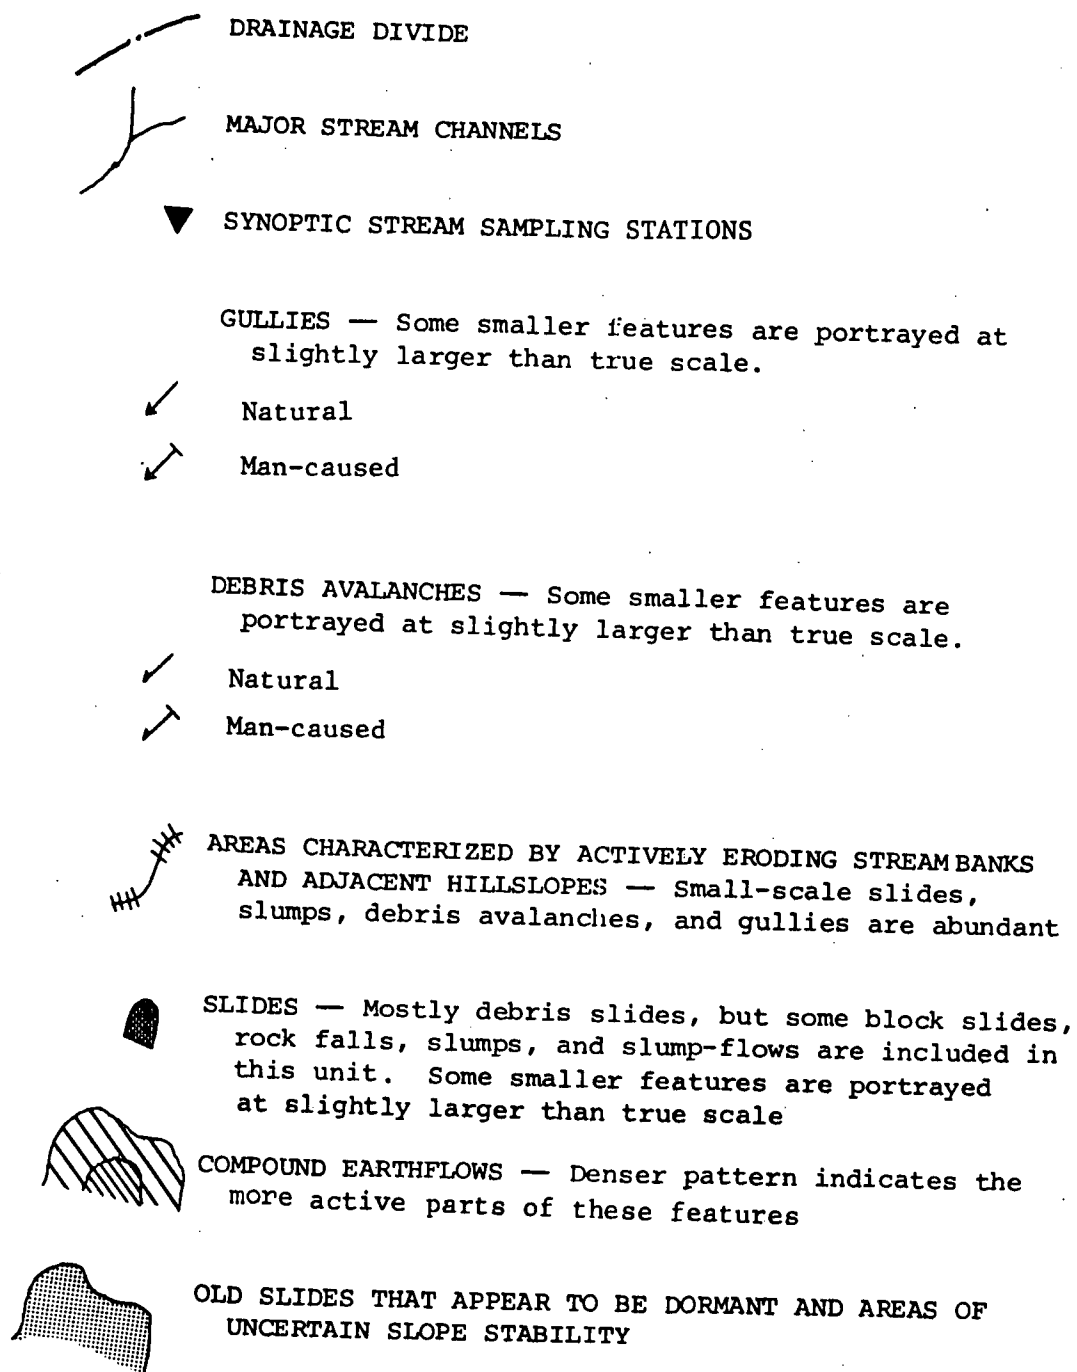 DRAINAGE DIVIDE
MAJOR STREAM CHANNELS
SYNOPTIC STREAM SAMPLING STATIONS
GULLIES — Some smaller features are portrayed at
slightly larger than true scale.
Natural
Man-caused
DEBRIS AVALANCHES — Some smaller features are
portrayed at slightly larger than true scale.
Natural
Man-caused
AREAS CHARACTERIZED BY ACTIVELY ERODING STREAM BANKS
AND ADJACENT HILLSLOPES — Small-scale slides,
slumps, debris avalanches, and gullies are abundant
SLIDES — Mostly debris slides, but some block slides,
rock falls, slumps, and slump-flows are included in
this unit. Some smaller features are portrayed
at slightly larger than true scale
COMPOUND EARTHFLOWS — Denser pattern indicates the
more active parts of these features
OLD SLIDES THAT APPEAR TO BE DORMANT AND AREAS OF
UNCERTAIN SLOPE STABILITY